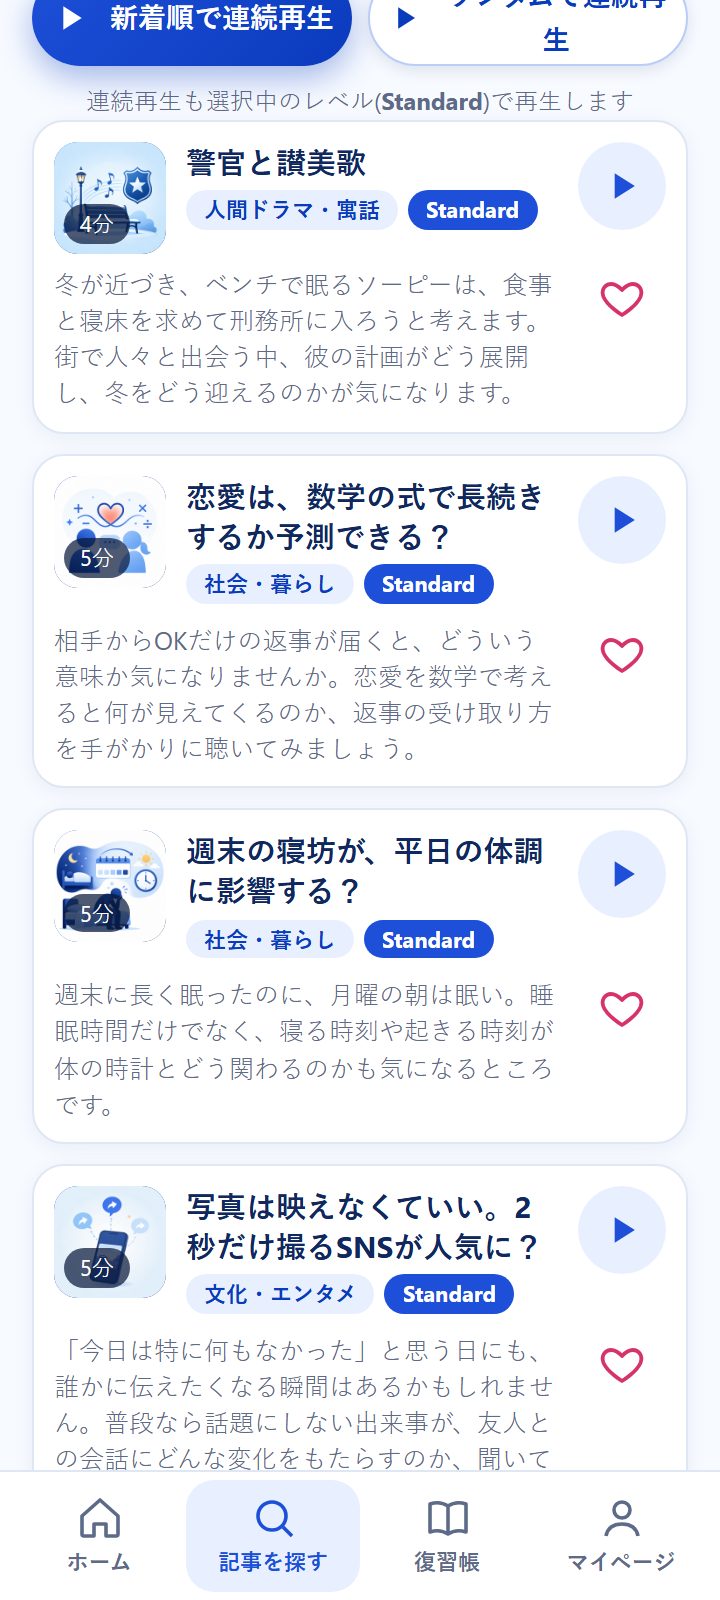 新着順で連続再生
ランダムで連続再
生
連続再生も選択中のレベル(Standard)で再生します
警官と讃美歌
人間ドラマ・寓話 Standard
4分
冬が近づき、ベンチで眠るソーピーは、食事
と寝床を求めて刑務所に入ろうと考えます。
街で人々と出会う中、彼の計画がどう展開
し、冬をどう迎えるのかが気になります。
恋愛は、数学の式で長続き
するか予測できる？
5分
社会・暮らし Standard
相手からOKだけの返事が届くと、どういう
意味か気になりませんか。恋愛を数学で考え
ると何が見えてくるのか、返事の受け取り方
を手がかりに聴いてみましょう。
週末の寝坊が、平日の体調
に影響する？
5分
社会・暮らし Standard
週末に長く眠ったのに、月曜の朝は眠い。睡
眠時間だけでなく、寝る時刻や起きる時刻が
体の時計とどう関わるのかも気になるところ
です。
写真は映えなくていい。2
秒だけ撮るSNSが人気に？
5分
文化・エンタメ Standard
「今日は特に何もなかった」と思う日にも、
誰かに伝えたくなる瞬間はあるかもしれませ
ん。普段なら話題にしない出来事が、友人と
の会話にどんな変化をもたらすのか、聞いて
ホーム
記事を探す
復習帳
マイページ